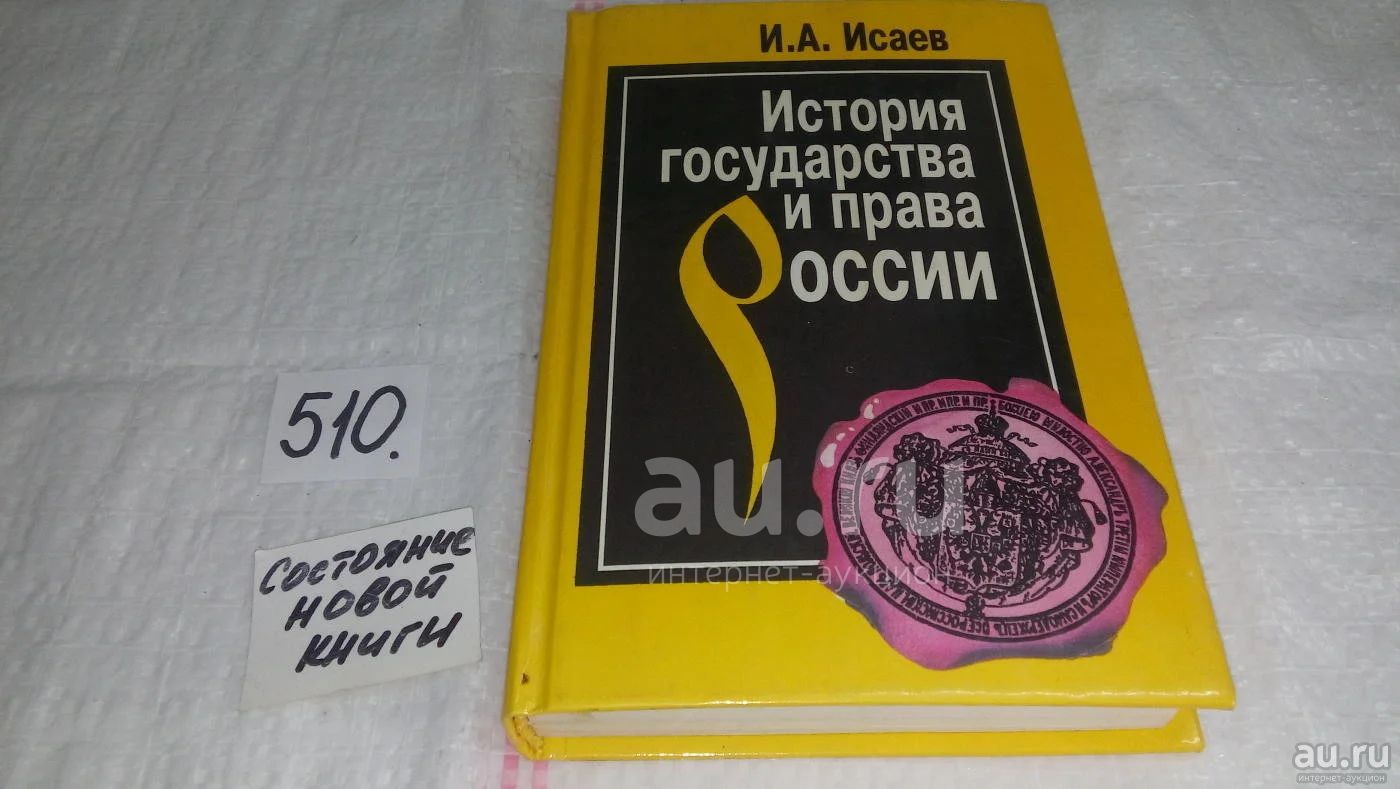 И.А. Исаев
История
государства
и права
России
510.
Состояние
новой
книги
au.ru
интернет-аукцион
au.ru
интернет-аукцион